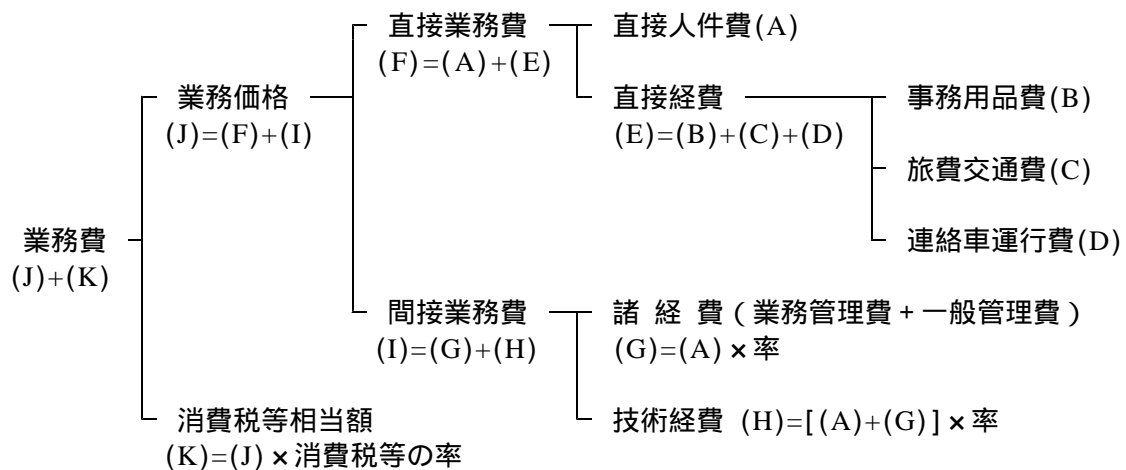 直接業務費
(F)=(A)+(E)
直接人件費(A)
業務価格
(J)=(F)+(I)
直接経費
(E)=(B)+(C)+(D)
事務用品費(B)
旅費交通費(C)
連絡車運行費(D)
業務費
(J)+(K)
間接業務費
(I)=(G)+(H)
諸 経 費(業務管理費+一般管理費)
(G)=(A)×率
消費税等相当額
(K)=(J)×消費税等の率
技術経費 (H)=[(A)+(G)]×率